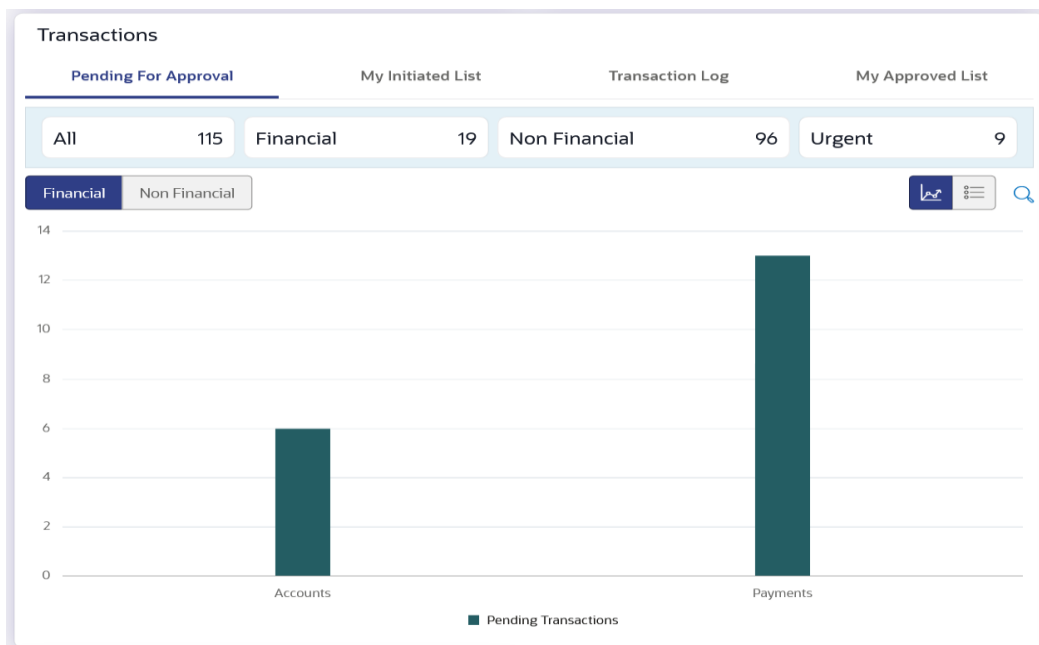 Transactions
Pending For Approval My Initiated List Transaction Log My Approved List
All 115 Financial 19 Non Financial 96 Urgent 9
Financial Non Financial
14
12
10
8
6
4
2
0
Accounts Payments
Pending Transactions